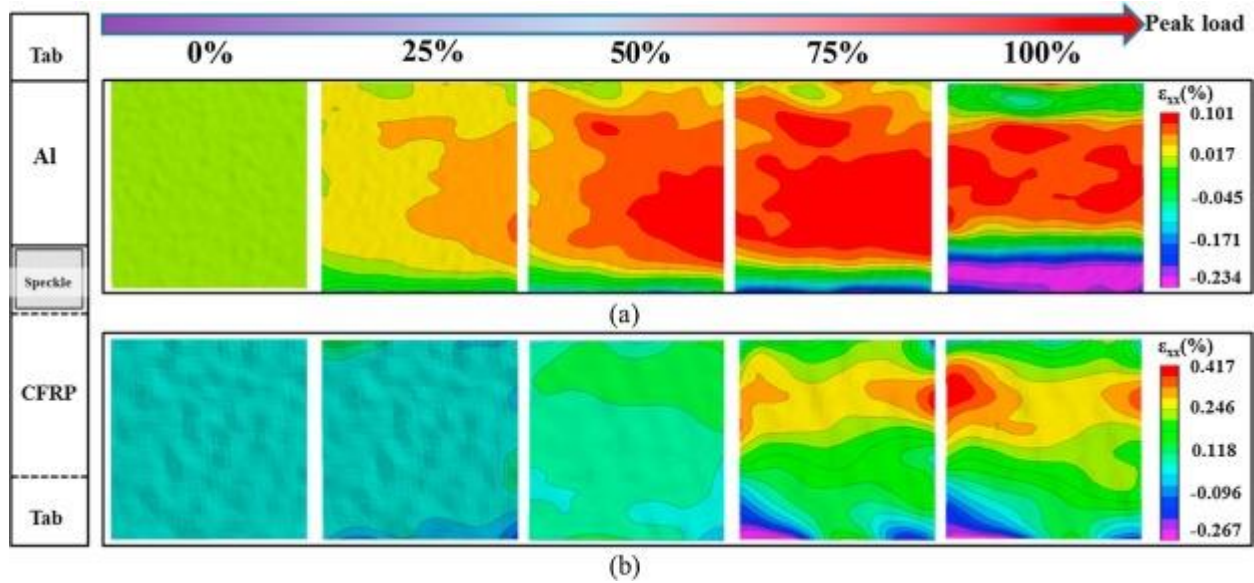 Peak load
0% 25% 50% 75% 100%
Tab
Al
Speckle
CFRP
Tab
εxx(%)
0.101
0.017
-0.045
-0.171
-0.234
(a)
εxx(%)
0.417
0.246
0.118
-0.096
-0.267
(b)